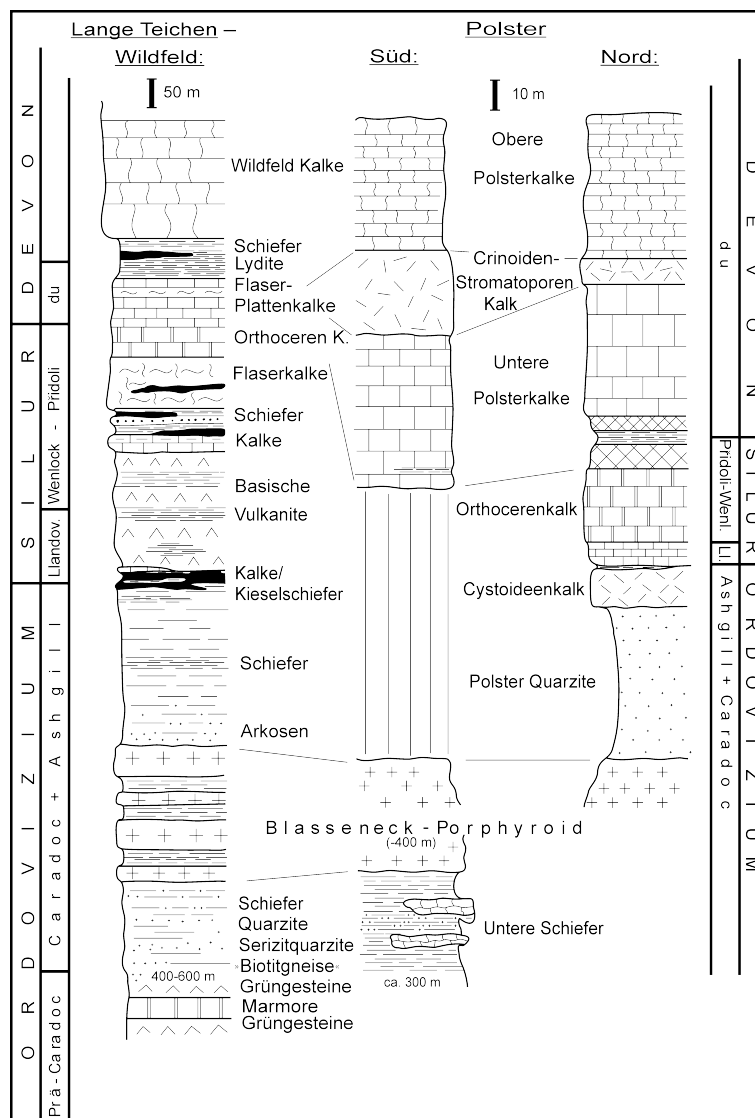 Lange Teichen –
Wildfeld:
Polster
Süd:
Nord:
50 m
10 m
DEVON
du
SILUR
Wenlock - Přidoli
Llandov.
ORDOVIZIUM
Caradoc + Ashgill
Prä-Caradoc
Wildfeld Kalke
Schiefer
Lydite
Flaser-
Plattenkalke
Orthoceren K.
Flaserkalke
Schiefer
Kalke
Basische
Vulkanite
Kalke/
Kieselschiefer
Schiefer
Arkosen
Blasseneck-Porphyroid
(-400 m)
Schiefer
Quarzite
Serizitquarzite
"Biotitgneise"
400-600 m
Grüngesteine
Marmore
Grüngesteine
ca. 300 m
Untere Schiefer
Obere
Polsterkalke
Crinoiden-
Stromatoporen
Kalk
Untere
Polsterkalke
Orthocerenkalk
Cystoideenkalk
Polster Quarzite
du
DEVON
Přidoli-Wenl.
Ll.
SILUR
Ashgill+Caradoc
ORDOVIZIUM